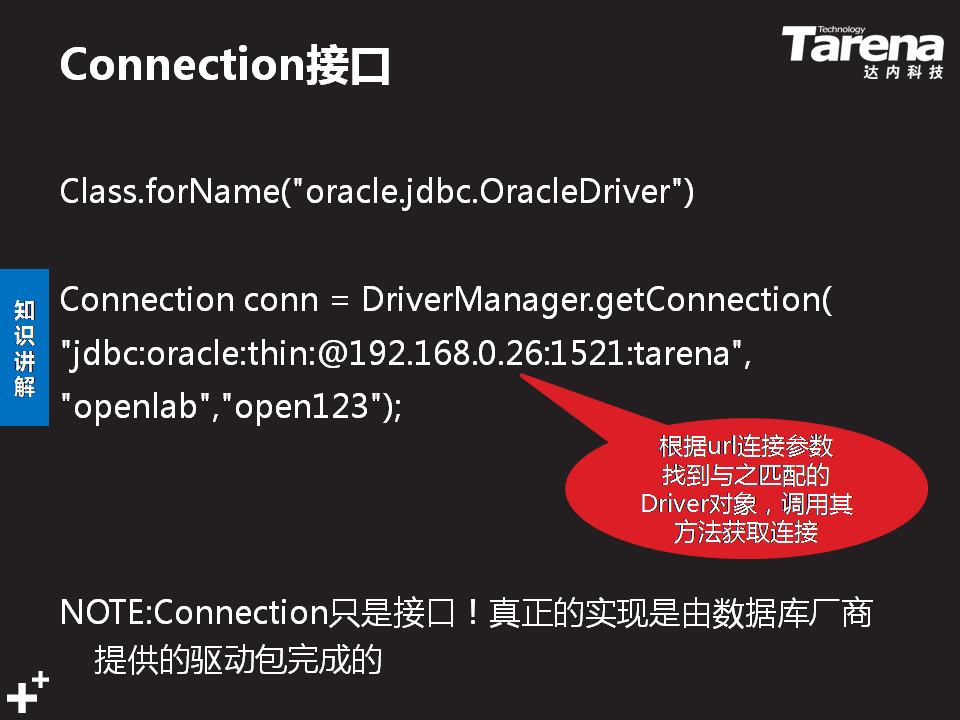 Connection接口
Technology
Tarena
达内科技
Class.forName("oracle.jdbc.OracleDriver")
Connection conn = DriverManager.getConnection(
"jdbc:oracle:thin:@192.168.0.26:1521:tarena",
"openlab","open123");
知识讲解
根据url连接参数
找到与之匹配的
Driver对象，调用其
方法获取连接
NOTE:Connection只是接口！真正的实现是由数据库厂商
提供的驱动包完成的